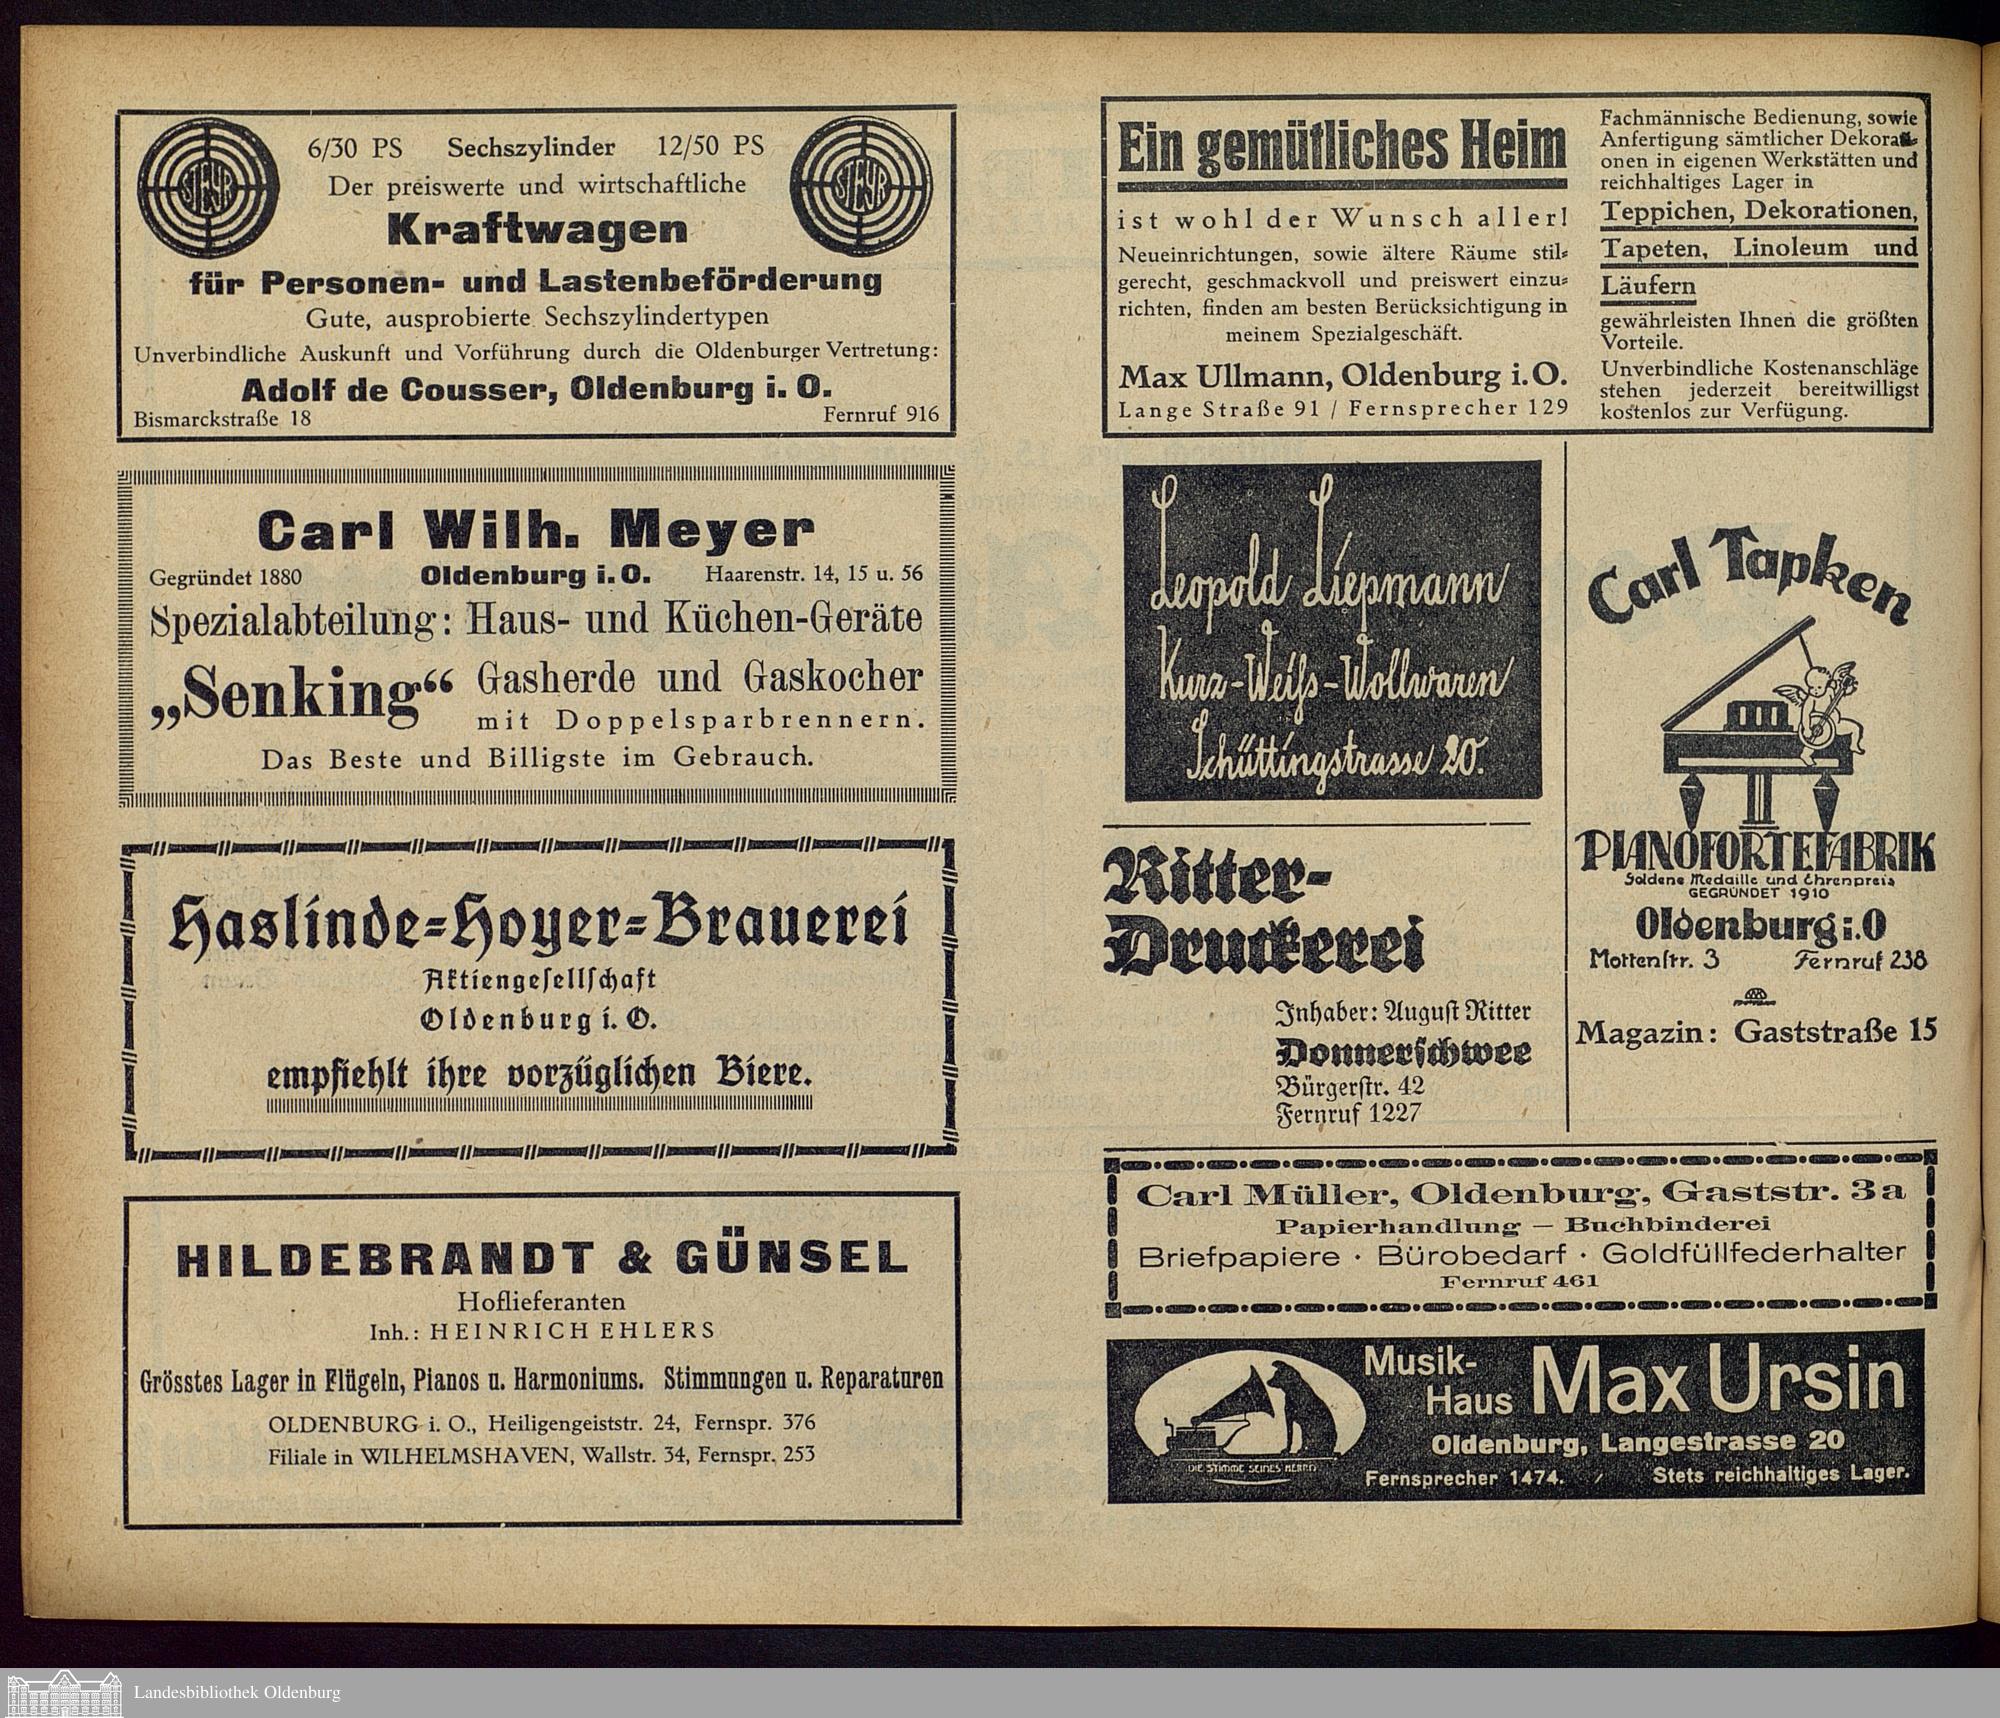 STEYR
6/30 PS Sechszylinder 12/50 PS
STEYR
Der preiswerte und wirtschaftliche
Kraftwagen
für Personen- und Lastenbeförderung
Gute, ausprobierte Sechszylindertypen
Unverbindliche Auskunft und Vorführung durch die Oldenburger Vertretung:
Adolf de Cousser, Oldenburg i. O.
Bismarckstraße 18 Fernruf 916
Carl Wilh. Meyer
Gegründet 1880 Oldenburg i. O. Haarenstr. 14, 15 u. 56
Spezialabteilung: Haus- und Küchen-Geräte
„Senking“ Gasherde und Gaskocher
mit Doppelsparbrennern.
Das Beste und Billigste im Gebrauch.
Haslinde-Hoyer-Brauerei
Aktiengesellschaft
Oldenburg i. O.
empfiehlt ihre vorzüglichen Biere.
HILDEBRANDT & GÜNSEL
Hoflieferanten
Inh.: HEINRICH EHLERS
Grösstes Lager in Flügeln, Pianos u. Harmoniums. Stimmungen u. Reparaturen
OLDENBURG i. O., Heiligengeiststr. 24, Fernspr. 376
Filiale in WILHELMSHAVEN, Wallstr. 34, Fernspr. 253
Ein gemütliches Heim
ist wohl der Wunsch aller!
Neueinrichtungen, sowie ältere Räume stil-
gerecht, geschmackvoll und preiswert einzu-
richten, finden am besten Berücksichtigung in
meinem Spezialgeschäft.
Max Ullmann, Oldenburg i. O.
Lange Straße 91 / Fernsprecher 129
Fachmännische Bedienung, sowie
Anfertigung sämtlicher Dekorati-
onen in eigenen Werkstätten und
reichhaltiges Lager in
Teppichen, Dekorationen,
Tapeten, Linoleum und
Läufern
gewährleisten Ihnen die größten
Vorteile.
Unverbindliche Kostenanschläge
stehen jederzeit bereitwilligst
kostenlos zur Verfügung.
Leopold Liepmann
Kurz-Weiß-Wollwaren
Schüttingstrasse 20.
Ritter-
Druckerei
Inhaber: August Ritter
Donnerschwee
Bürgerstr. 42
Fernruf 1227
Carl Tapken
PIANOFORTEFABRIK
Goldene Medaille und Ehrenpreis
GEGRÜNDET 1910
Oldenburg i. O
Mottenstr. 3 Fernruf 238
Magazin: Gaststraße 15
Carl Müller, Oldenburg, Gaststr. 3a
Papierhandlung — Buchbinderei
Briefpapiere · Bürobedarf · Goldfüllfederhalter
Fernruf 461
DIE STIMME SEINES HERRN
Musik-
Haus Max Ursin
Oldenburg, Langestrasse 20
Fernsprecher 1474. Stets reichhaltiges Lager.
Landesbibliothek Oldenburg